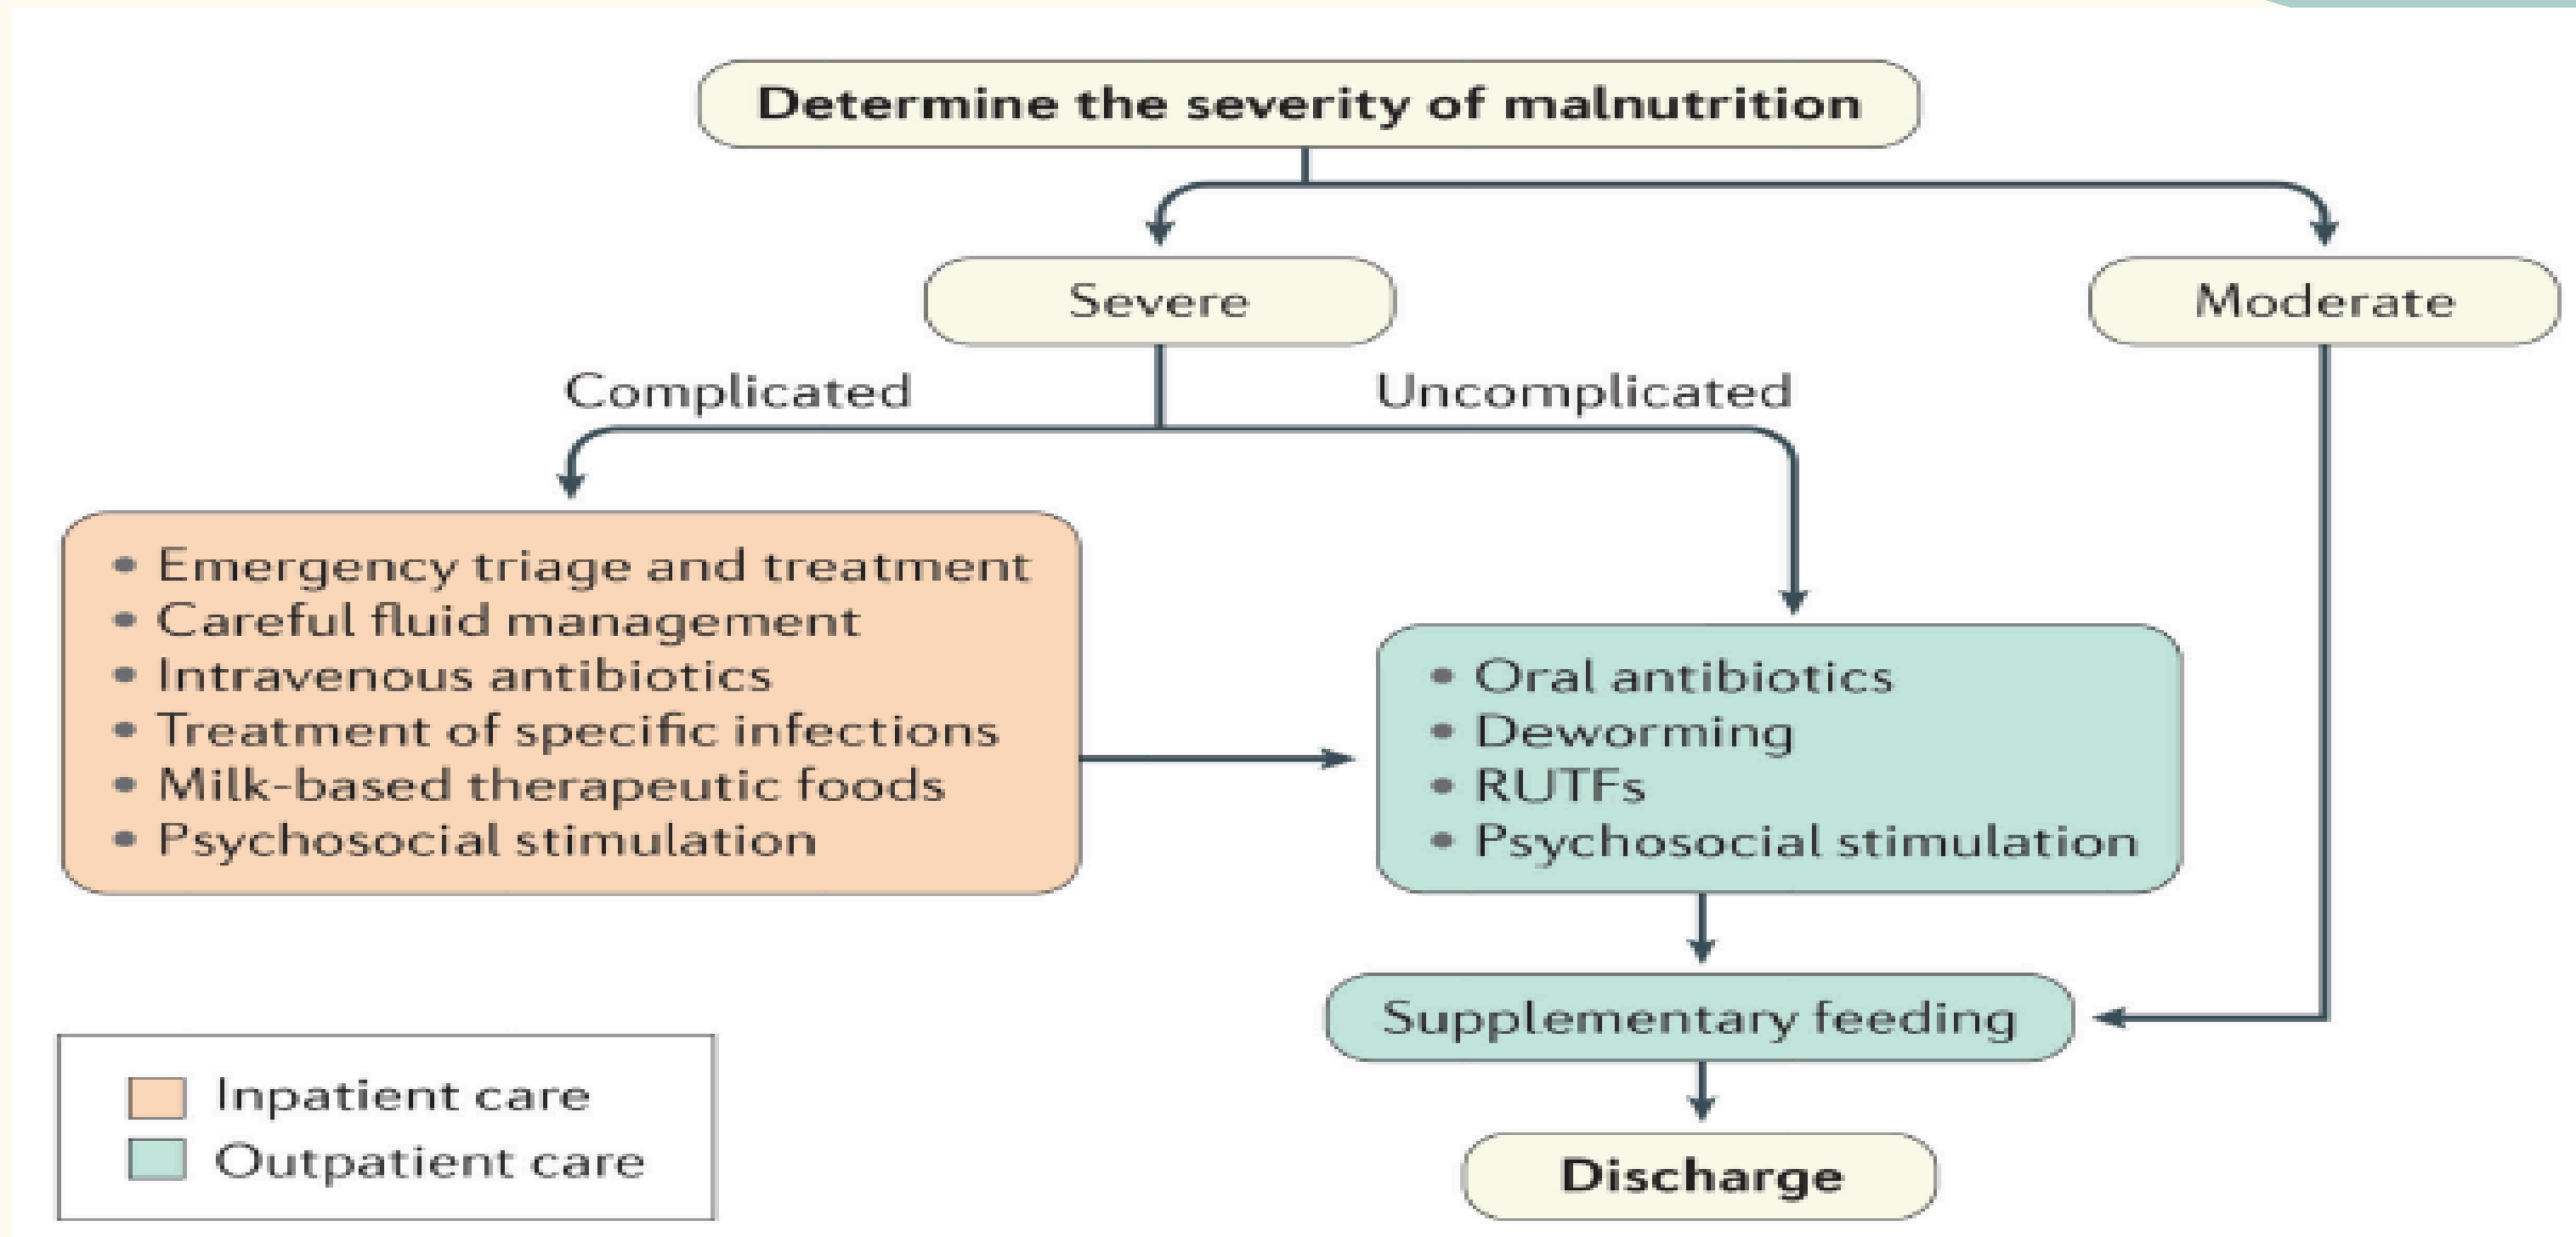 Determine the severity of malnutrition
Severe
Moderate
Complicated
Uncomplicated
• Emergency triage and treatment
• Careful fluid management
• Intravenous antibiotics
• Treatment of specific infections
• Milk-based therapeutic foods
• Psychosocial stimulation
• Oral antibiotics
• Deworming
• RUTFs
• Psychosocial stimulation
Supplementary feeding
Discharge
Inpatient care
Outpatient care